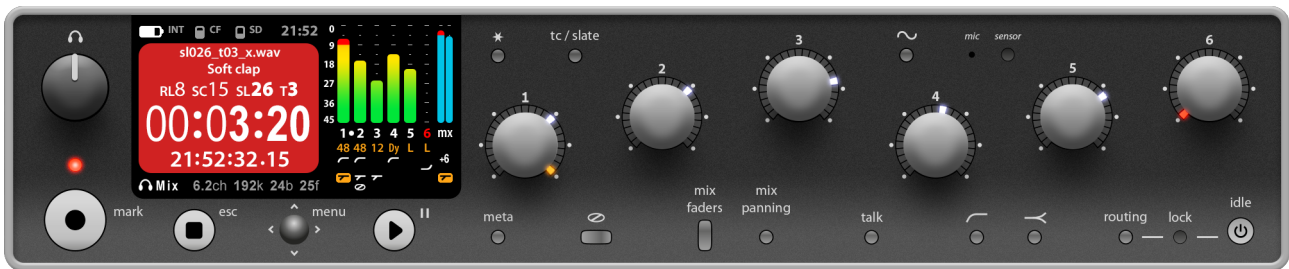 INT CF SD 21:52
sl026_t03_x.wav
Soft clap
RL8 SC15 SL26 T3
00:03:20
21:52:32.15
Mix 6.2ch 192k 24b 25f
0
9
18
27
36
45
1•2 3 4 5 6 mx
48 48 12 Dy L L
+6
tc / slate
mic sensor
1
2
3
4
5
6
mark
esc
menu
meta
mix
faders
mix
panning
talk
routing
lock
idle